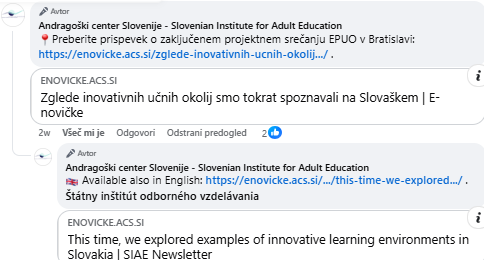 Avtor
Andragoški center Slovenije - Slovenian Institute for Adult Education
📍Preberite prispevek o zaključenem projektnem srečanju EPUO v Bratislavi:
https://enovicke.acs.si/zglede-inovativnih-ucnih-okolij.../ .
ENOVICKE.ACS.SI
Zglede inovativnih učnih okolij smo tokrat spoznavali na Slovaškem | E-
novičke
2w Všeč mi je Odgovori Odstrani predogled 2
Avtor
Andragoški center Slovenije - Slovenian Institute for Adult Education
🇬🇧 Available also in English: https://enovicke.acs.si/.../this-time-we-explored.../ .
Štátny inštitút odborného vzdelávania
ENOVICKE.ACS.SI
This time, we explored examples of innovative learning environments in
Slovakia | SIAE Newsletter